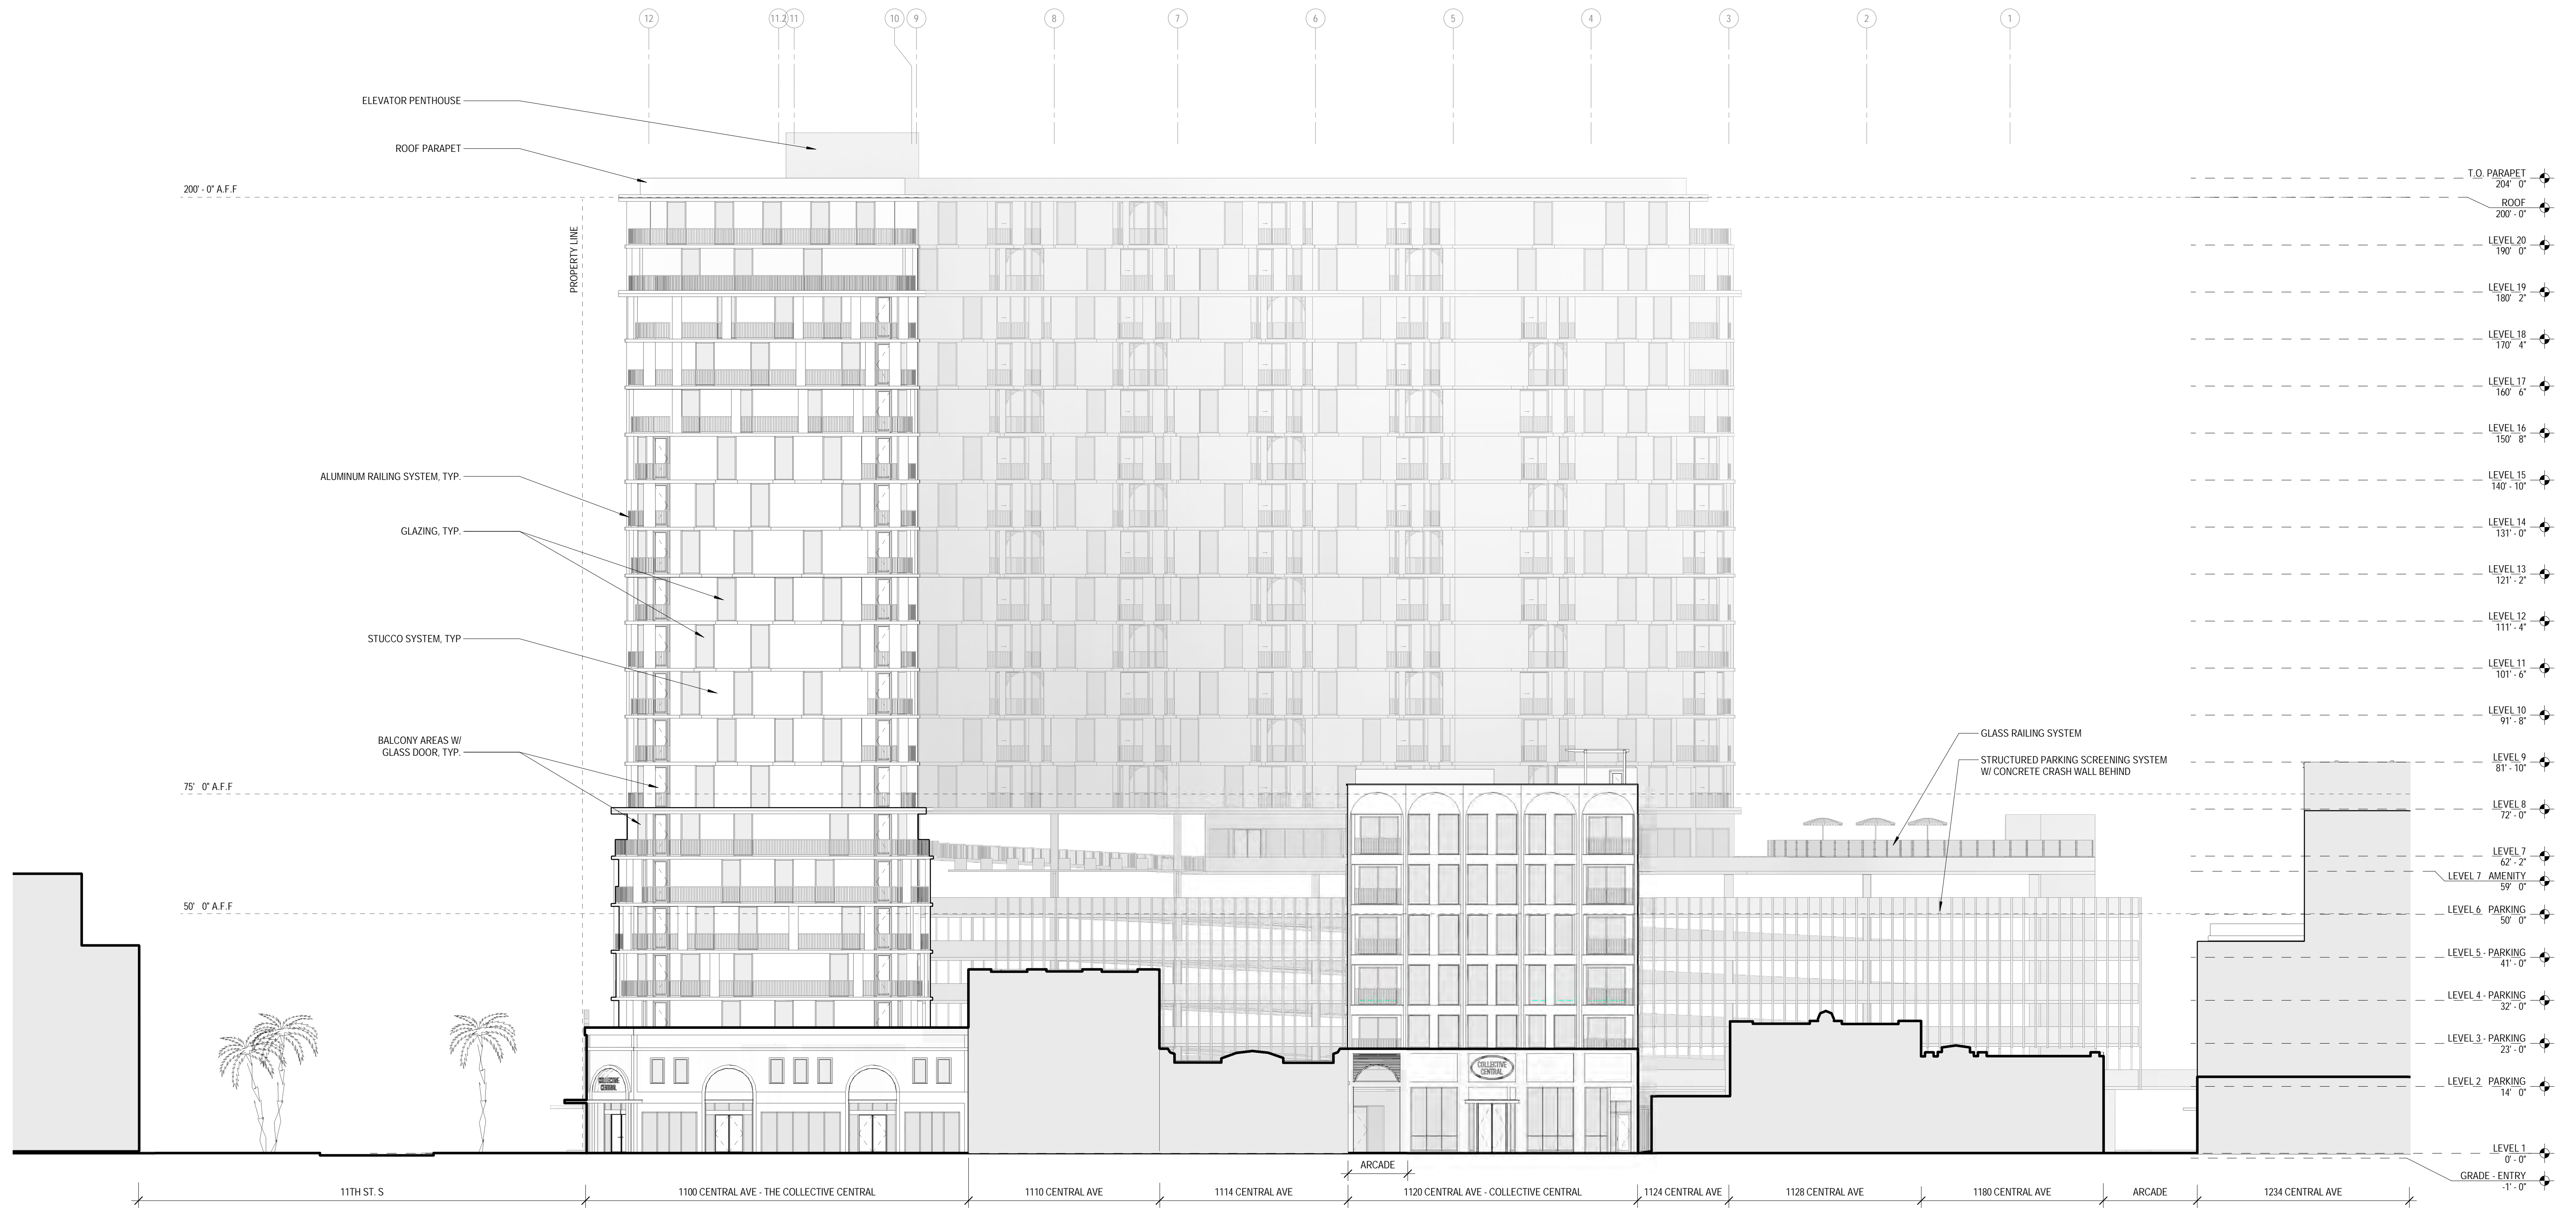 12
11.2
11
10
9
8
7
6
5
4
3
2
1
ELEVATOR PENTHOUSE
ROOF PARAPET
200' - 0" A.F.F
PROPERTY LINE
ALUMINUM RAILING SYSTEM, TYP.
GLAZING, TYP.
STUCCO SYSTEM, TYP
BALCONY AREAS W/
GLASS DOOR, TYP.
75' 0" A.F.F
50' 0" A.F.F
GLASS RAILING SYSTEM
STRUCTURED PARKING SCREENING SYSTEM
W/ CONCRETE CRASH WALL BEHIND
T.O. PARAPET
204' 0"
ROOF
200' - 0"
LEVEL 20
190' 0"
LEVEL 19
180' 2"
LEVEL 18
170' 4"
LEVEL 17
160' 6"
LEVEL 16
150' 8"
LEVEL 15
140' - 10"
LEVEL 14
131' - 0"
LEVEL 13
121' - 2"
LEVEL 12
111' - 4"
LEVEL 11
101' - 6"
LEVEL 10
91' - 8"
LEVEL 9
81' - 10"
LEVEL 8
72' - 0"
LEVEL 7
62' - 2"
LEVEL 7 AMENITY
59' 0"
LEVEL 6 PARKING
50' 0"
LEVEL 5 - PARKING
41' - 0"
LEVEL 4 - PARKING
32' - 0"
LEVEL 3 - PARKING
23' - 0"
LEVEL 2 PARKING
14' 0"
LEVEL 1
0' - 0"
GRADE - ENTRY
-1' - 0"
COLLECTIVE
CENTRAL
COLLECTIVE
CENTRAL
ARCADE
11TH ST. S
1100 CENTRAL AVE - THE COLLECTIVE CENTRAL
1110 CENTRAL AVE
1114 CENTRAL AVE
1120 CENTRAL AVE - COLLECTIVE CENTRAL
1124 CENTRAL AVE
1128 CENTRAL AVE
1180 CENTRAL AVE
ARCADE
1234 CENTRAL AVE